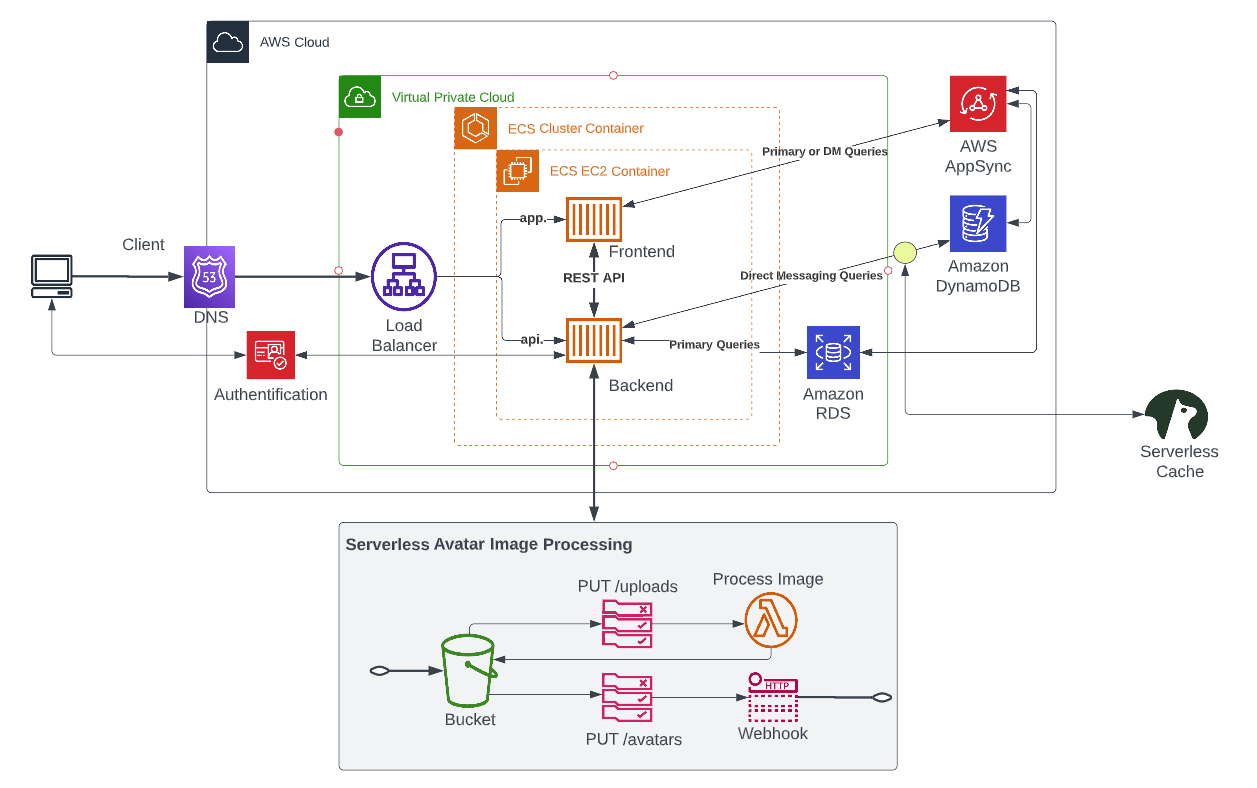 AWS Cloud
Virtual Private Cloud
ECS Cluster Container
ECS EC2 Container
Primary or DM Queries
AWS
AppSync
app.
Frontend
Client
53
DNS
REST API
Direct Messaging Queries
Amazon
DynamoDB
Load
Balancer
api.
Primary Queries
Backend
Authentification
Amazon
RDS
Serverless
Cache
Serverless Avatar Image Processing
PUT /uploads
Process Image
Bucket
HTTP
PUT /avatars
Webhook